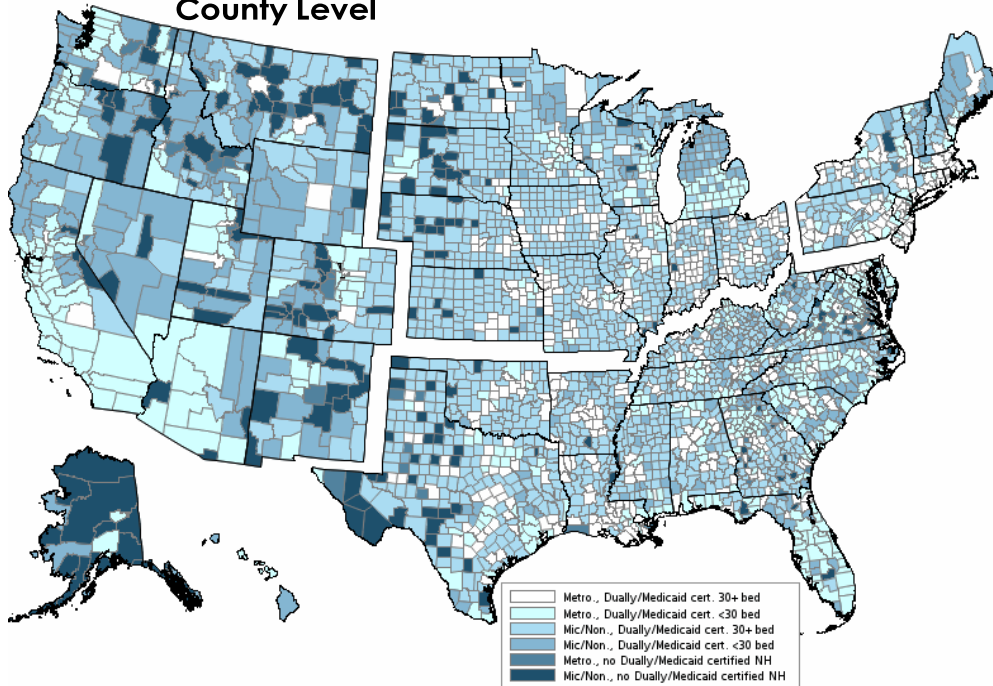 County Level
Metro., Dually/Medicaid cert. 30+ bed
Metro., Dually/Medicaid cert. <30 bed
Mic/Non., Dually/Medicaid cert. 30+ bed
Mic/Non., Dually/Medicaid cert. <30 bed
Metro., no Dually/Medicaid certified NH
Mic/Non., no Dually/Medicaid certified NH